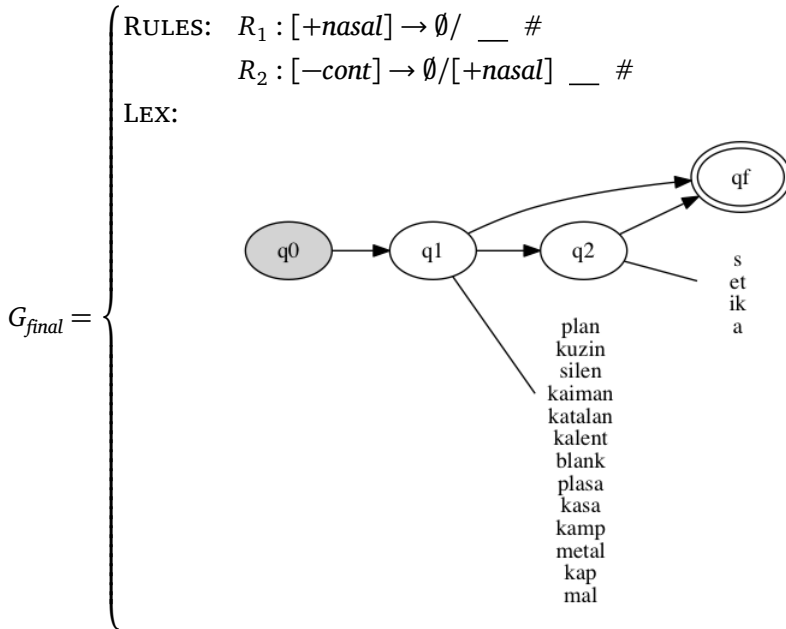 RULES: R₁ : [+nasal] → ∅/ __ #
R₂ : [−cont] → ∅/[+nasal] __ #
LEX:
G_final =
qf
q0 q1 q2
s
et
ik
a
plan
kuzin
silen
kaiman
katalan
kalent
blank
plasa
kasa
kamp
metal
kap
mal